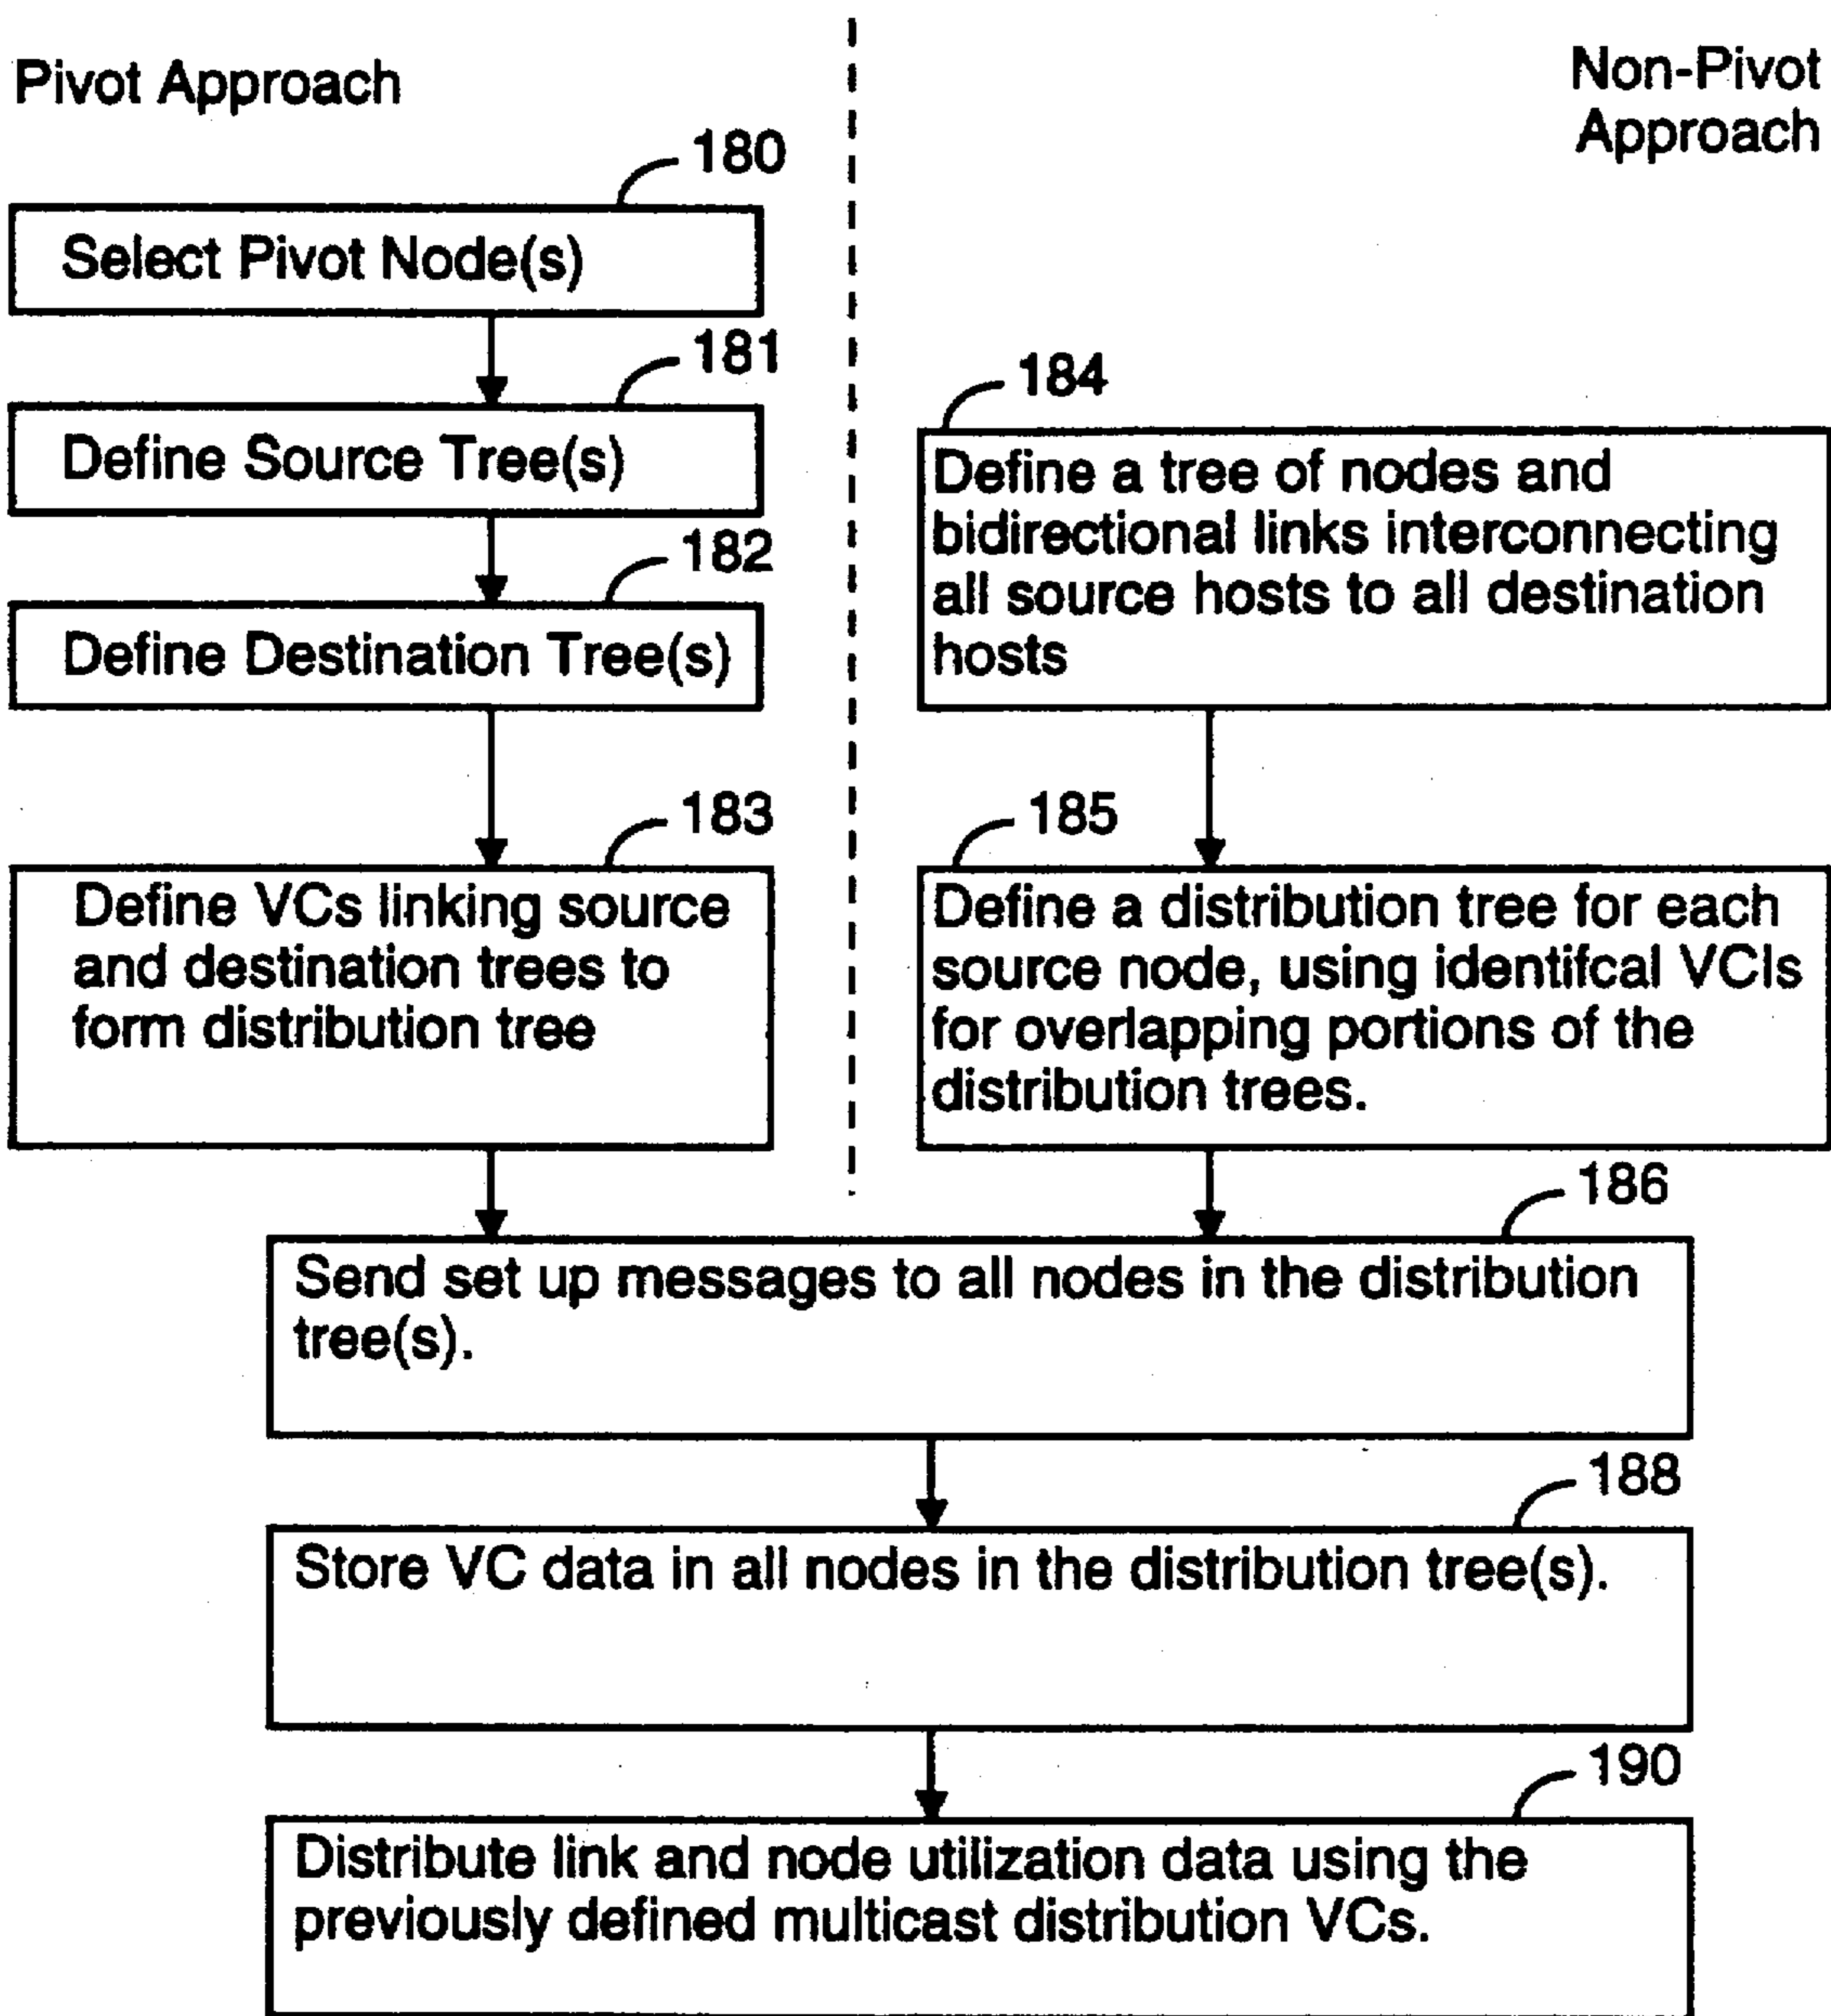 Pivot Approach
Non-Pivot
Approach
180
Select Pivot Node(s)
181
Define Source Tree(s)
182
Define Destination Tree(s)
183
Define VCs linking source
and destination trees to
form distribution tree
184
Define a tree of nodes and
bidirectional links interconnecting
all source hosts to all destination
hosts
185
Define a distribution tree for each
source node, using identifcal VCIs
for overlapping portions of the
distribution trees.
186
Send set up messages to all nodes in the distribution
tree(s).
188
Store VC data in all nodes in the distribution tree(s).
190
Distribute link and node utilization data using the
previously defined multicast distribution VCs.